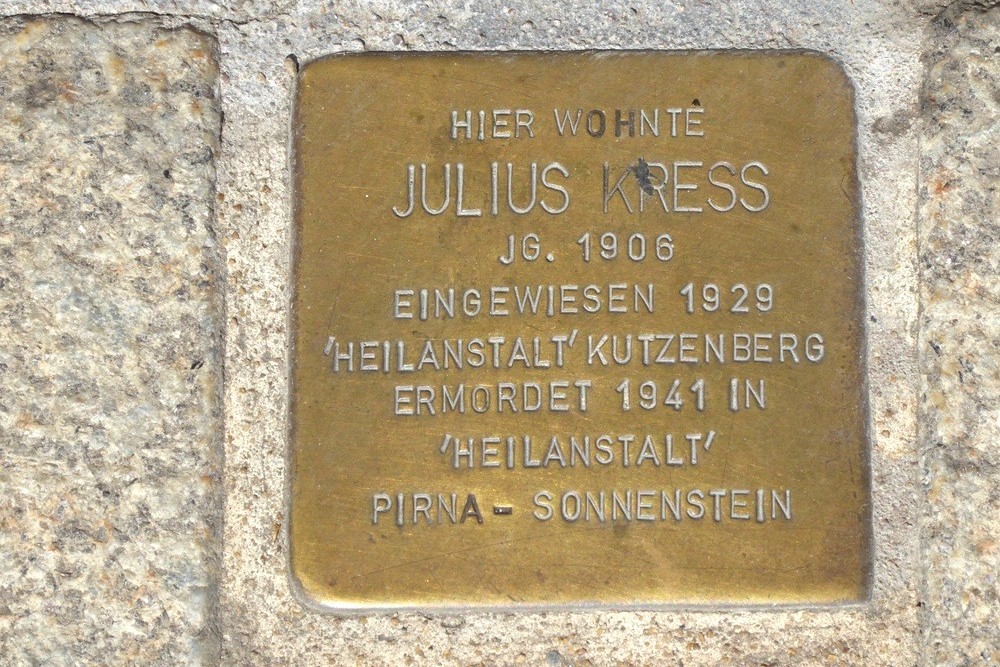 HIER WOHNTE
JULIUS KRESS
JG. 1906
EINGEWIESEN 1929
'HEILANSTALT' KUTZENBERG
ERMORDET 1941 IN
'HEILANSTALT'
PIRNA - SONNENSTEIN